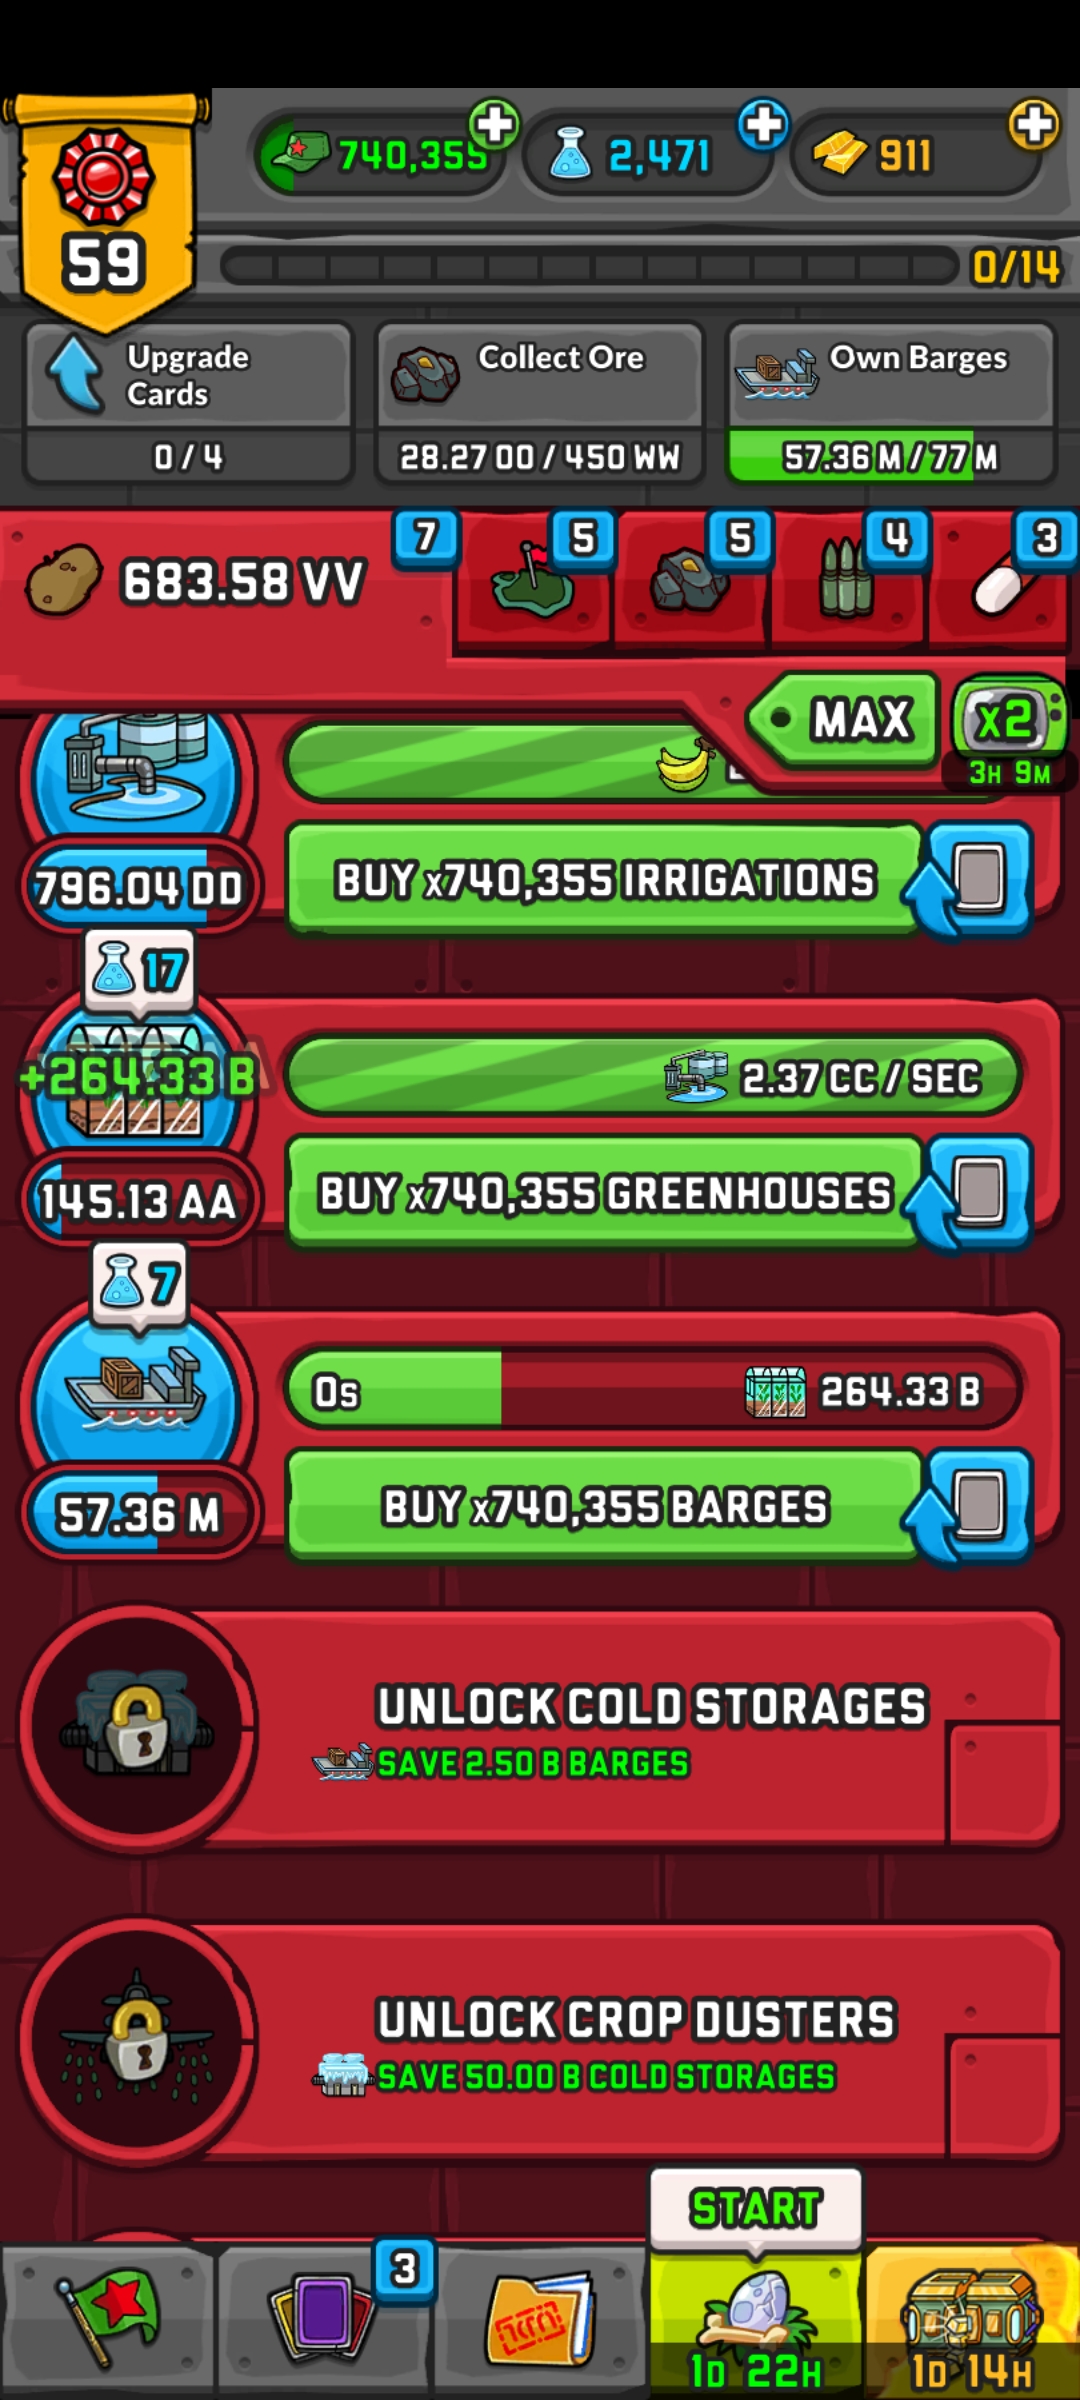 740,355
2,471
911
59
0/14
Upgrade
Cards
Collect Ore
Own Barges
0 / 4
28.27 OO / 450 WW
57.36 M / 77 M
7
5
5
4
3
683.58 VV
MAX
x2
3H 9M
796.04 DD
BUY x740,355 IRRIGATIONS
17
+264.33 B
2.37 CC / SEC
145.13 AA
BUY x740,355 GREENHOUSES
7
0s
264.33 B
57.36 M
BUY x740,355 BARGES
UNLOCK COLD STORAGES
SAVE 2.50 B BARGES
UNLOCK CROP DUSTERS
SAVE 50.00 B COLD STORAGES
START
3
1D 22H
1D 14H